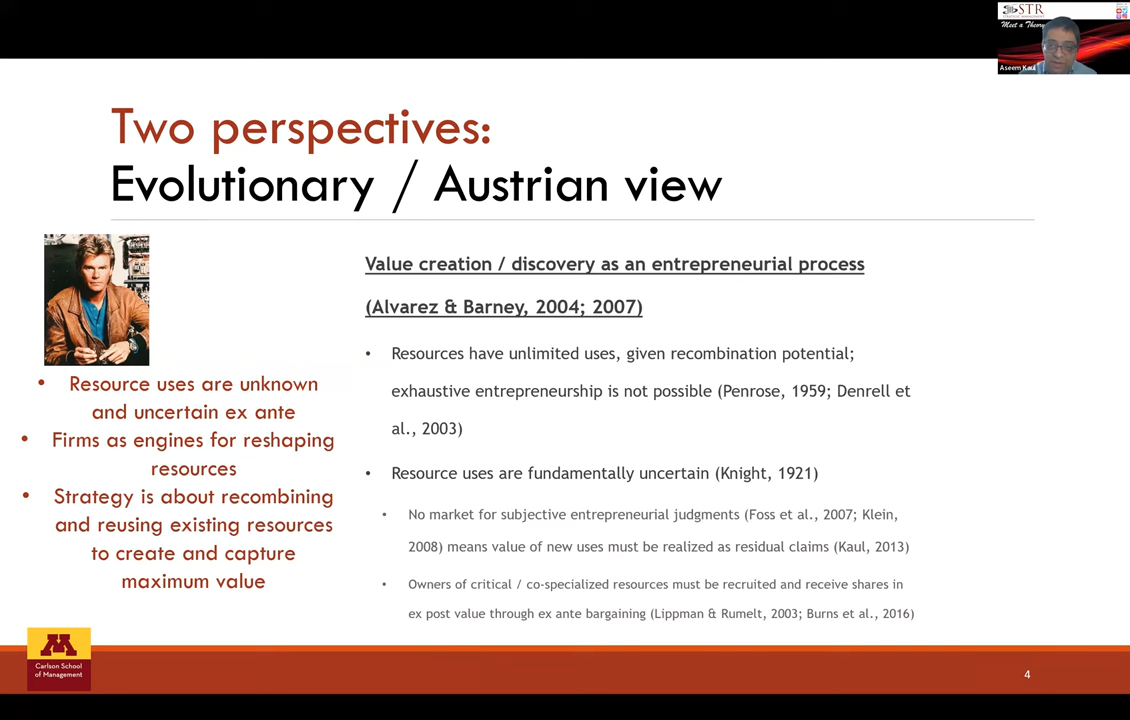 STR
STRATEGIC MANAGEMENT
Meet a Theory
Aseem Kaul
Two perspectives:
Evolutionary / Austrian view
• Resource uses are unknown
and uncertain ex ante
• Firms as engines for reshaping
resources
• Strategy is about recombining
and reusing existing resources
to create and capture
maximum value
Value creation / discovery as an entrepreneurial process
(Alvarez & Barney, 2004; 2007)
• Resources have unlimited uses, given recombination potential;
exhaustive entrepreneurship is not possible (Penrose, 1959; Denrell et
al., 2003)
• Resource uses are fundamentally uncertain (Knight, 1921)
• No market for subjective entrepreneurial judgments (Foss et al., 2007; Klein,
2008) means value of new uses must be realized as residual claims (Kaul, 2013)
• Owners of critical / co-specialized resources must be recruited and receive shares in
ex post value through ex ante bargaining (Lippman & Rumelt, 2003; Burns et al., 2016)
M
Carlson School
of Management
4